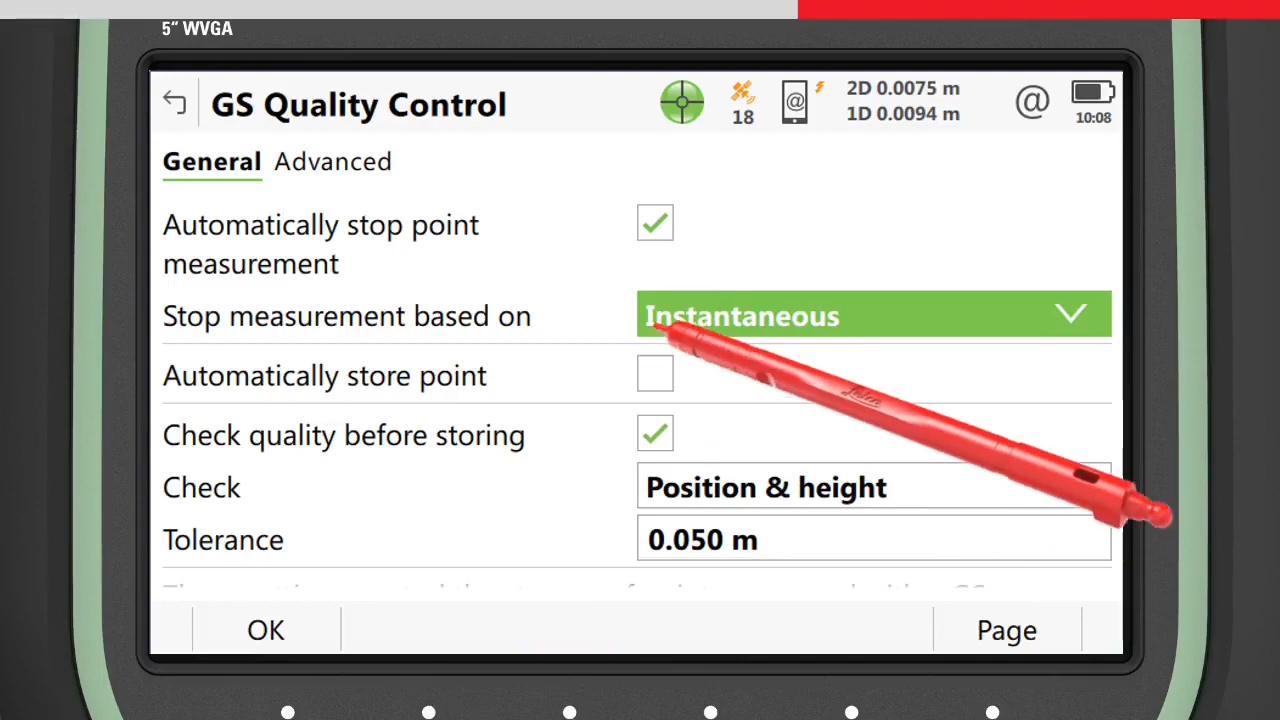 5“ WVGA
GS Quality Control
18
@
2D 0.0075 m
1D 0.0094 m
@
10:08
General Advanced
Automatically stop point
measurement
Stop measurement based on
Instantaneous
Automatically store point
Leica
Check quality before storing
Check
Position & height
Tolerance
0.050 m
OK
Page